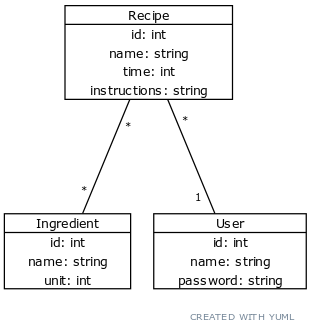 Recipe
id: int
name: string
time: int
instructions: string
*
*
*
1
Ingredient
id: int
name: string
unit: int
User
id: int
name: string
password: string
CREATED WITH YUML